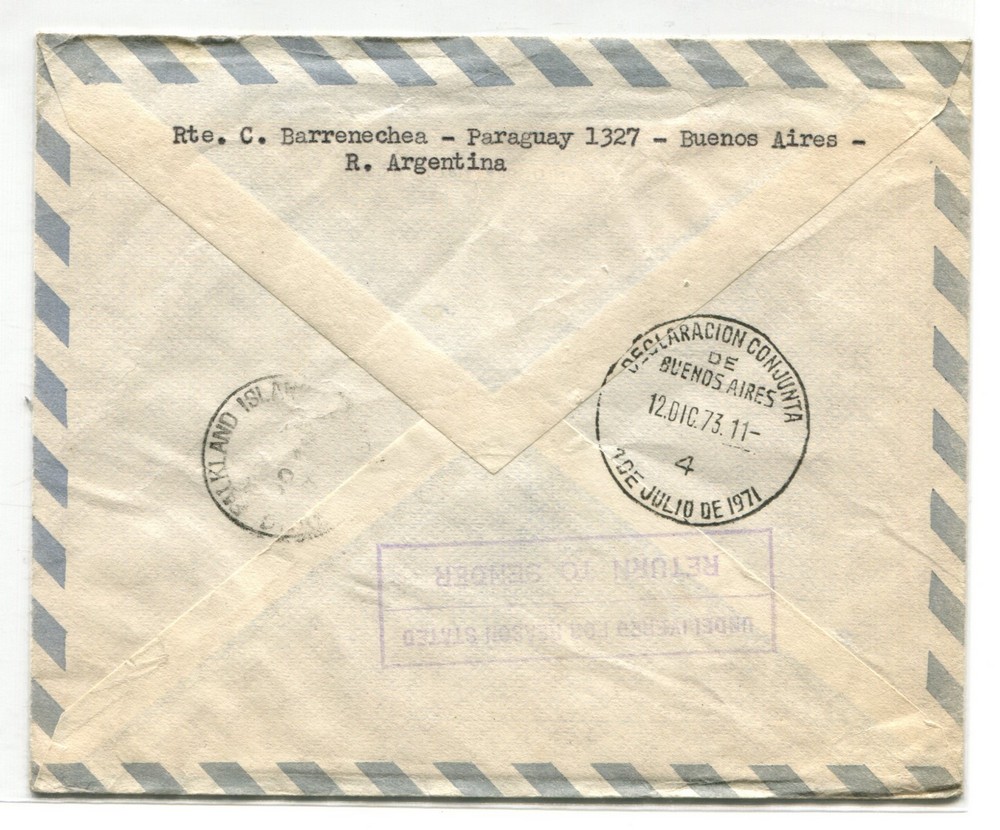 Rte. C. Barrenechea - Paraguay 1327 - Buenos Aires -
R. Argentina
DECLARACION CONJUNTA
DE
BUENOS AIRES
12.DIC.73.11-
4
1 DE JULIO DE 1971
FALKLAND ISLAN
UNDELIVERED FOR REASON STATED
RETURN TO SENDER